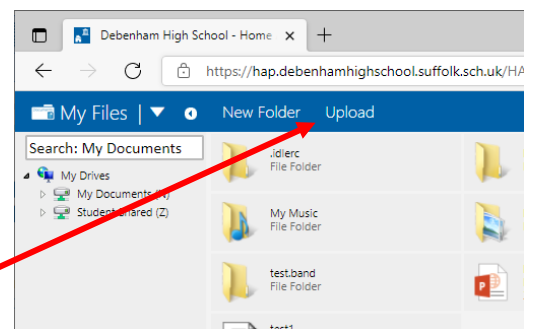 Debenham High School - Home
https://hap.debenhamhighschool.suffolk.sch.uk/HA
My Files
New Folder
Upload
Search: My Documents
My Drives
My Documents
Student Shared (Z)
.idlerc
File Folder
My Music
File Folder
test.band
File Folder
test1